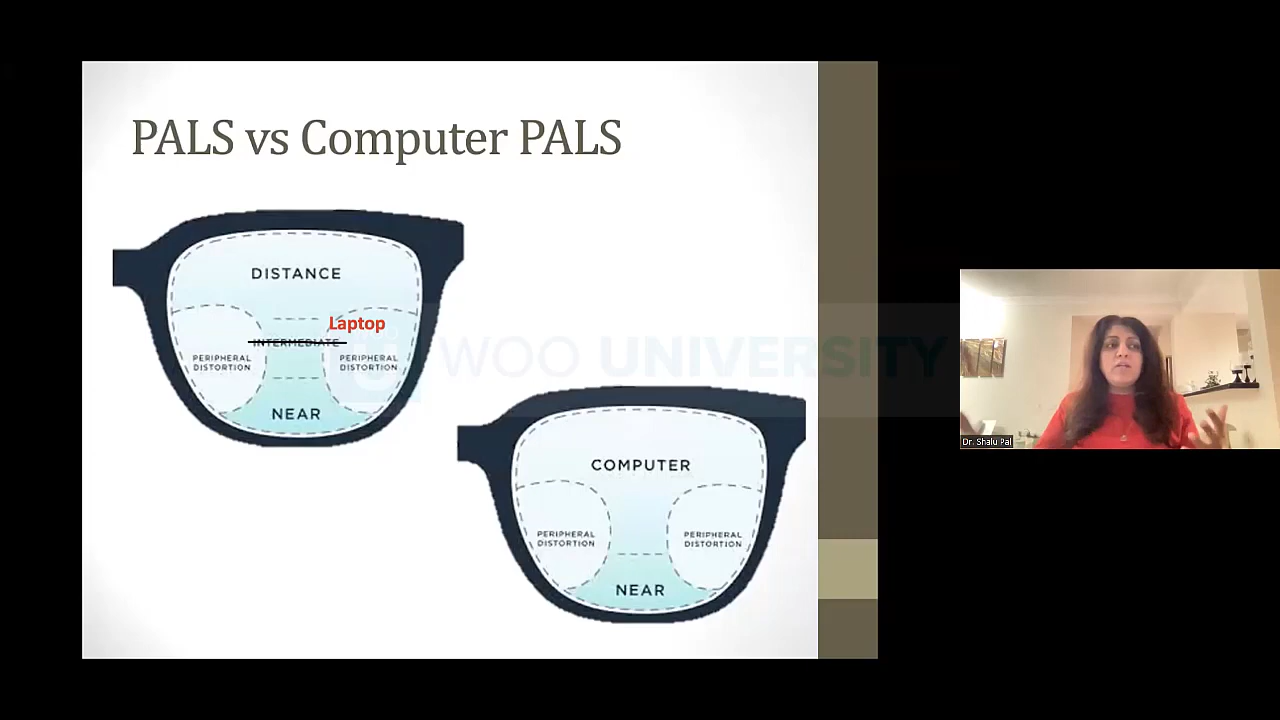 PALS vs Computer PALS
DISTANCE
Laptop
INTERMEDIATE
PERIPHERAL
DISTORTION
PERIPHERAL
DISTORTION
NEAR
WOO UNIVERSITY
COMPUTER
PERIPHERAL
DISTORTION
PERIPHERAL
DISTORTION
NEAR
Dr. Shalu Pal